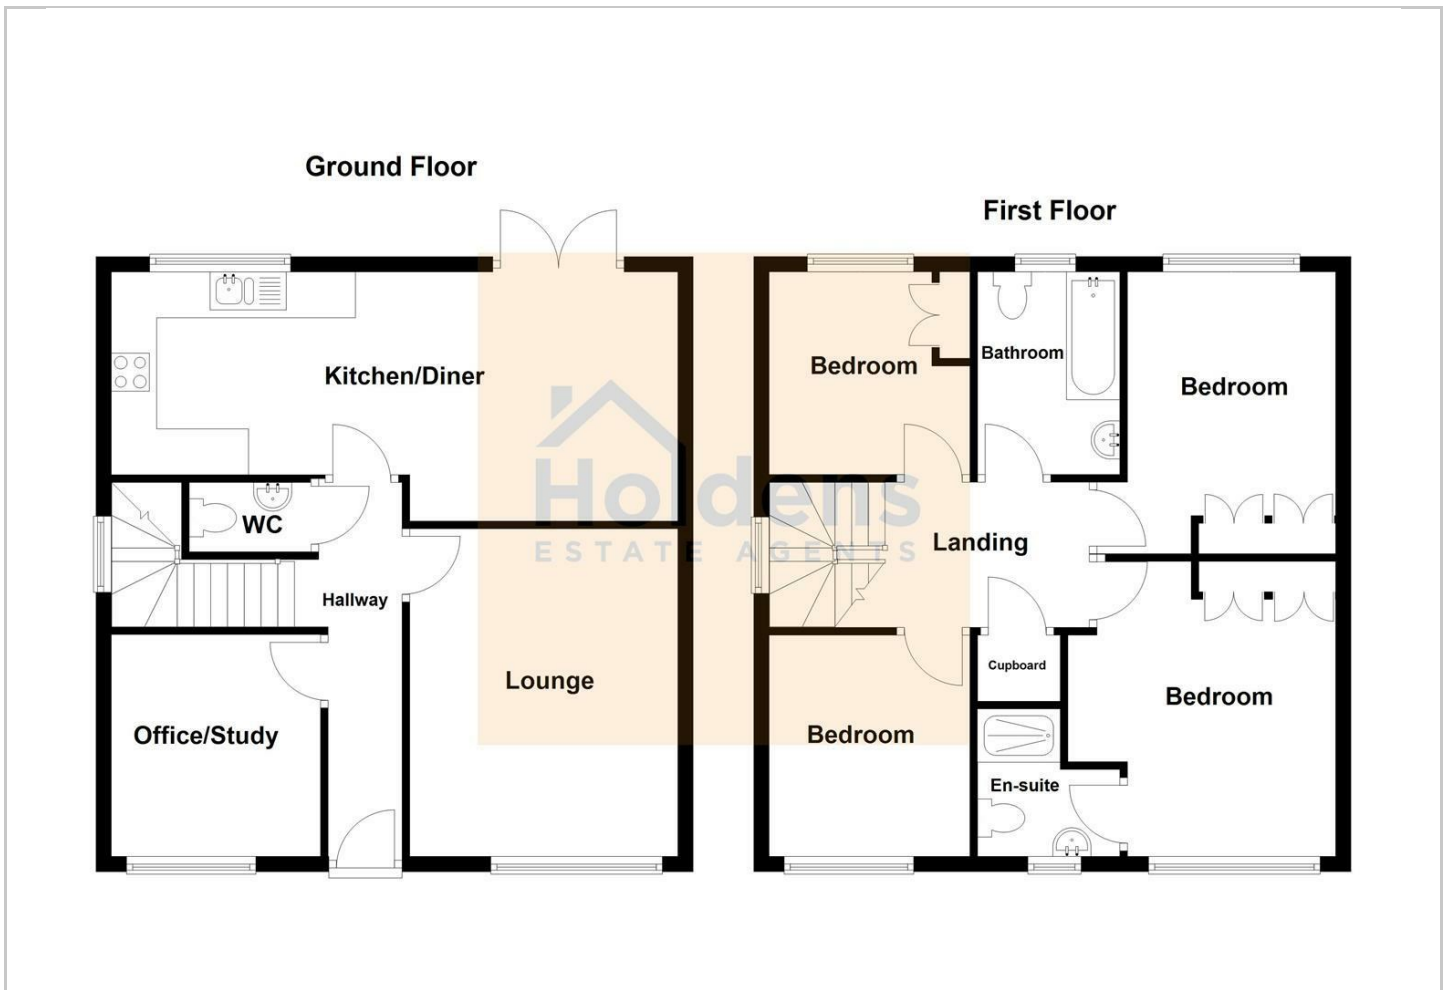 Ground Floor
First Floor
Kitchen/Diner
WC
Hallway
Lounge
Office/Study
Bedroom
Bathroom
Bedroom
Landing
Cupboard
Bedroom
Bedroom
En-suite
Holdens
ESTATE AGENTS